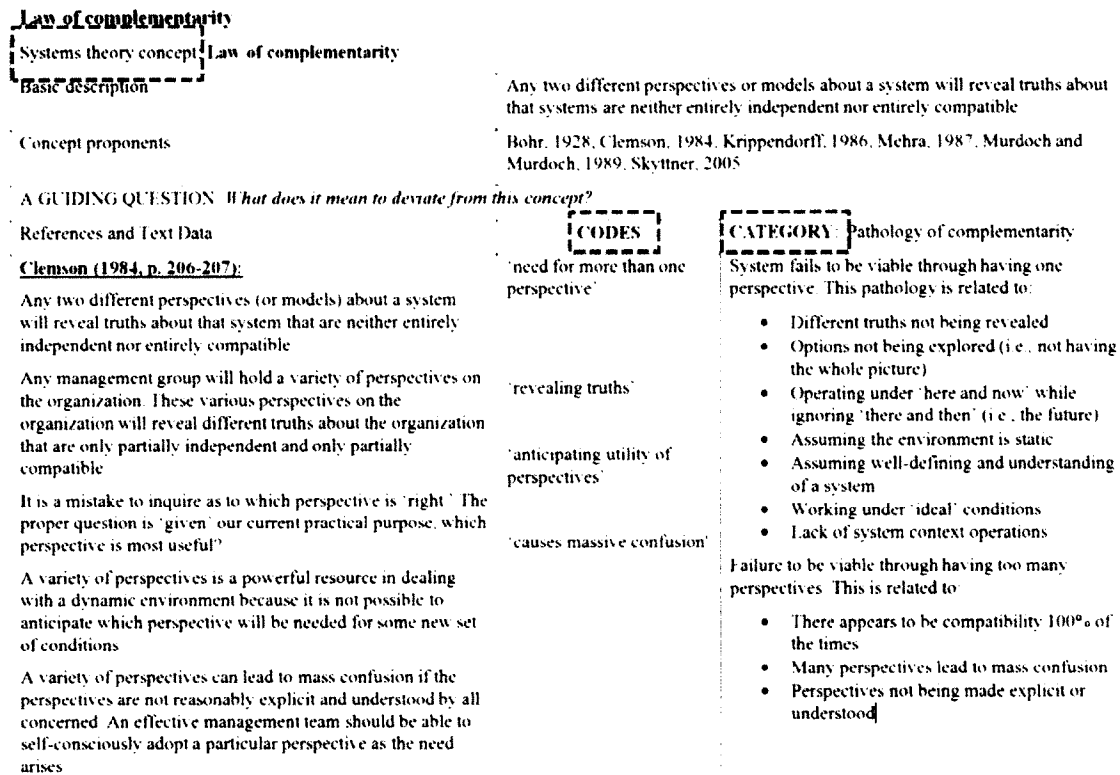 Law of complementarity
Systems theory concept: Law of complementarity
Basic description
Any two different perspectives or models about a system will reveal truths about
that systems are neither entirely independent nor entirely compatible
Concept proponents
Bohr, 1928, Clemson, 1984, Krippendorff, 1986, Mehra, 1987, Murdoch and
Murdoch, 1989, Skyttner, 2005
A GUIDING QUESTION: What does it mean to deviate from this concept?
References and Text Data
CODES
CATEGORY: Pathology of complementarity
Clemson (1984, p. 206-207):
Any two different perspectives (or models) about a system
will reveal truths about that system that are neither entirely
independent nor entirely compatible
Any management group will hold a variety of perspectives on
the organization. These various perspectives on the
organization will reveal different truths about the organization
that are only partially independent and only partially
compatible
It is a mistake to inquire as to which perspective is 'right.' The
proper question is 'given' our current practical purpose, which
perspective is most useful?
A variety of perspectives is a powerful resource in dealing
with a dynamic environment because it is not possible to
anticipate which perspective will be needed for some new set
of conditions
A variety of perspectives can lead to mass confusion if the
perspectives are not reasonably explicit and understood by all
concerned. An effective management team should be able to
self-consciously adopt a particular perspective as the need
arises
'need for more than one
perspective'
'revealing truths'
'anticipating utility of
perspectives'
'causes massive confusion'
System fails to be viable through having one
perspective. This pathology is related to:
• Different truths not being revealed
• Options not being explored (i.e., not having
the whole picture)
• Operating under 'here and now' while
ignoring 'there and then' (i.e., the future)
• Assuming the environment is static
• Assuming well-defining and understanding
of a system
• Working under 'ideal' conditions
• Lack of system context operations
Failure to be viable through having too many
perspectives. This is related to
• There appears to be compatibility 100% of
the times
• Many perspectives lead to mass confusion
• Perspectives not being made explicit or
understood